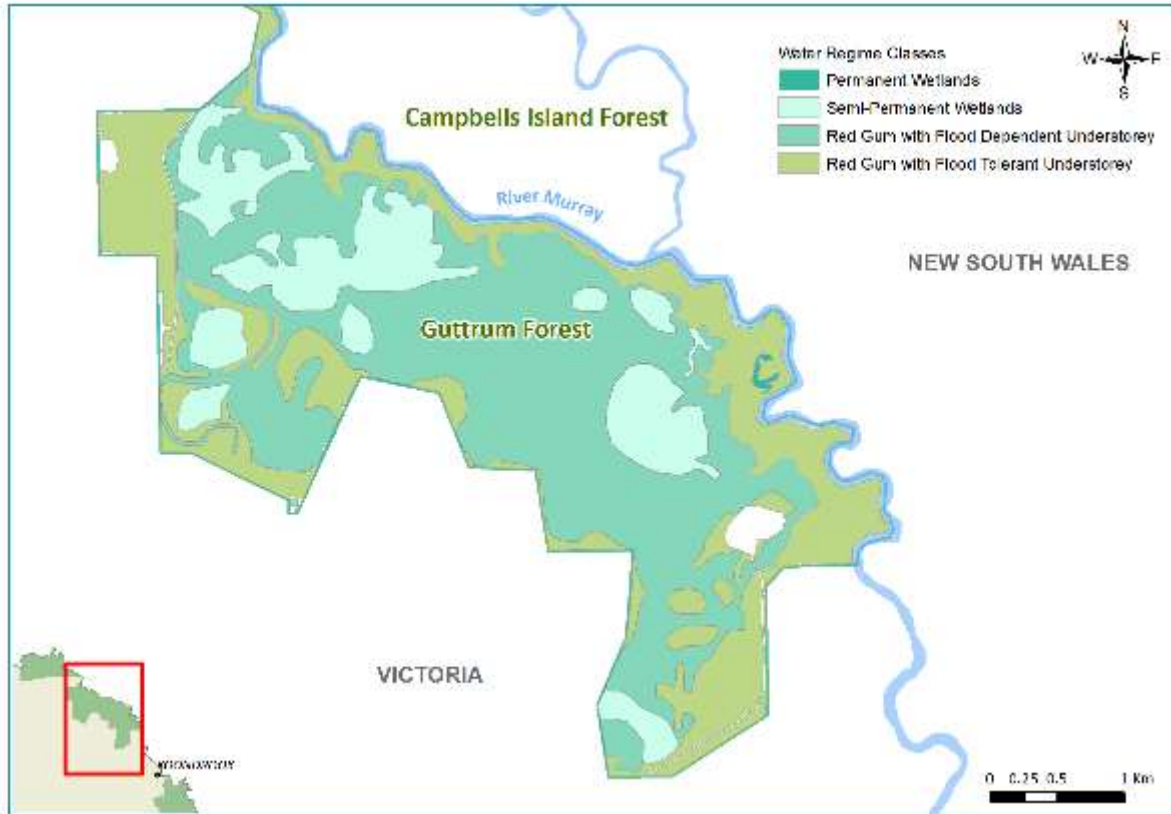 N
W E
S
Water Regime Classes
Permanent Wetlands
Semi-Permanent Wetlands
Red Gum with Flood Dependent Understorey
Red Gum with Flood Tolerant Understorey
Campbells Island Forest
River Murray
NEW SOUTH WALES
Guttrum Forest
VICTORIA
KOONDROOK
0 0.25 0.5 1 Km